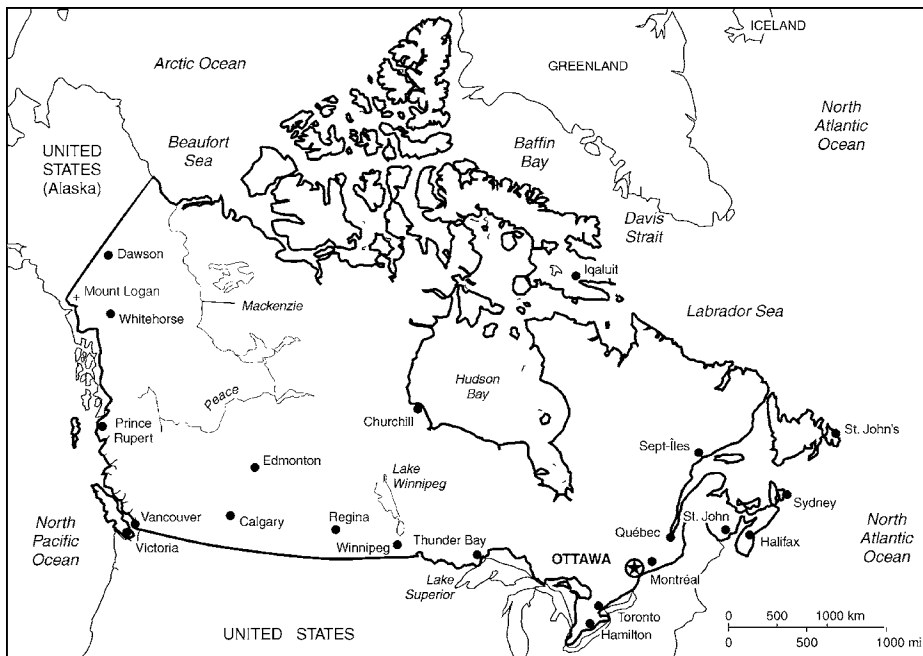 ICELAND
Arctic Ocean
GREENLAND
North
Atlantic
Ocean
Beaufort
Sea
Baffin
Bay
UNITED
STATES
(Alaska)
Davis
Strait
Dawson
Iqaluit
Mount Logan
Mackenzie
Whitehorse
Labrador Sea
Peace
Hudson
Bay
Churchill
Prince
Rupert
St. John's
Sept-Îles
Edmonton
Lake
Winnipeg
Sydney
North
Pacific
Ocean
Vancouver
Victoria
Calgary
Regina
Winnipeg
Thunder Bay
Lake
Superior
Québec
St. John
Halifax
North
Atlantic
Ocean
OTTAWA
Montréal
Toronto
Hamilton
UNITED STATES
0 500 1000 km
0 500 1000 mi